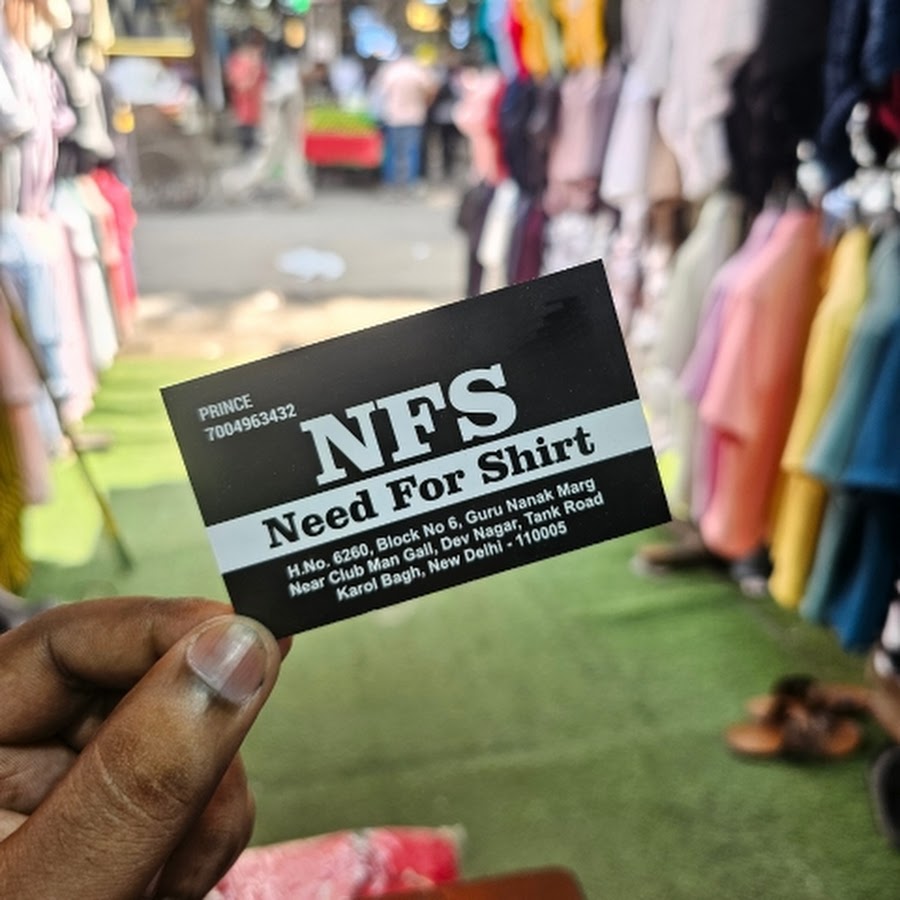 PRINCE
7004963432
NFS
Need For Shirt
H.No. 6260, Block No 6, Guru Nanak Marg
Near Club Man Gali, Dev Nagar, Tank Road
Karol Bagh, New Delhi - 110005